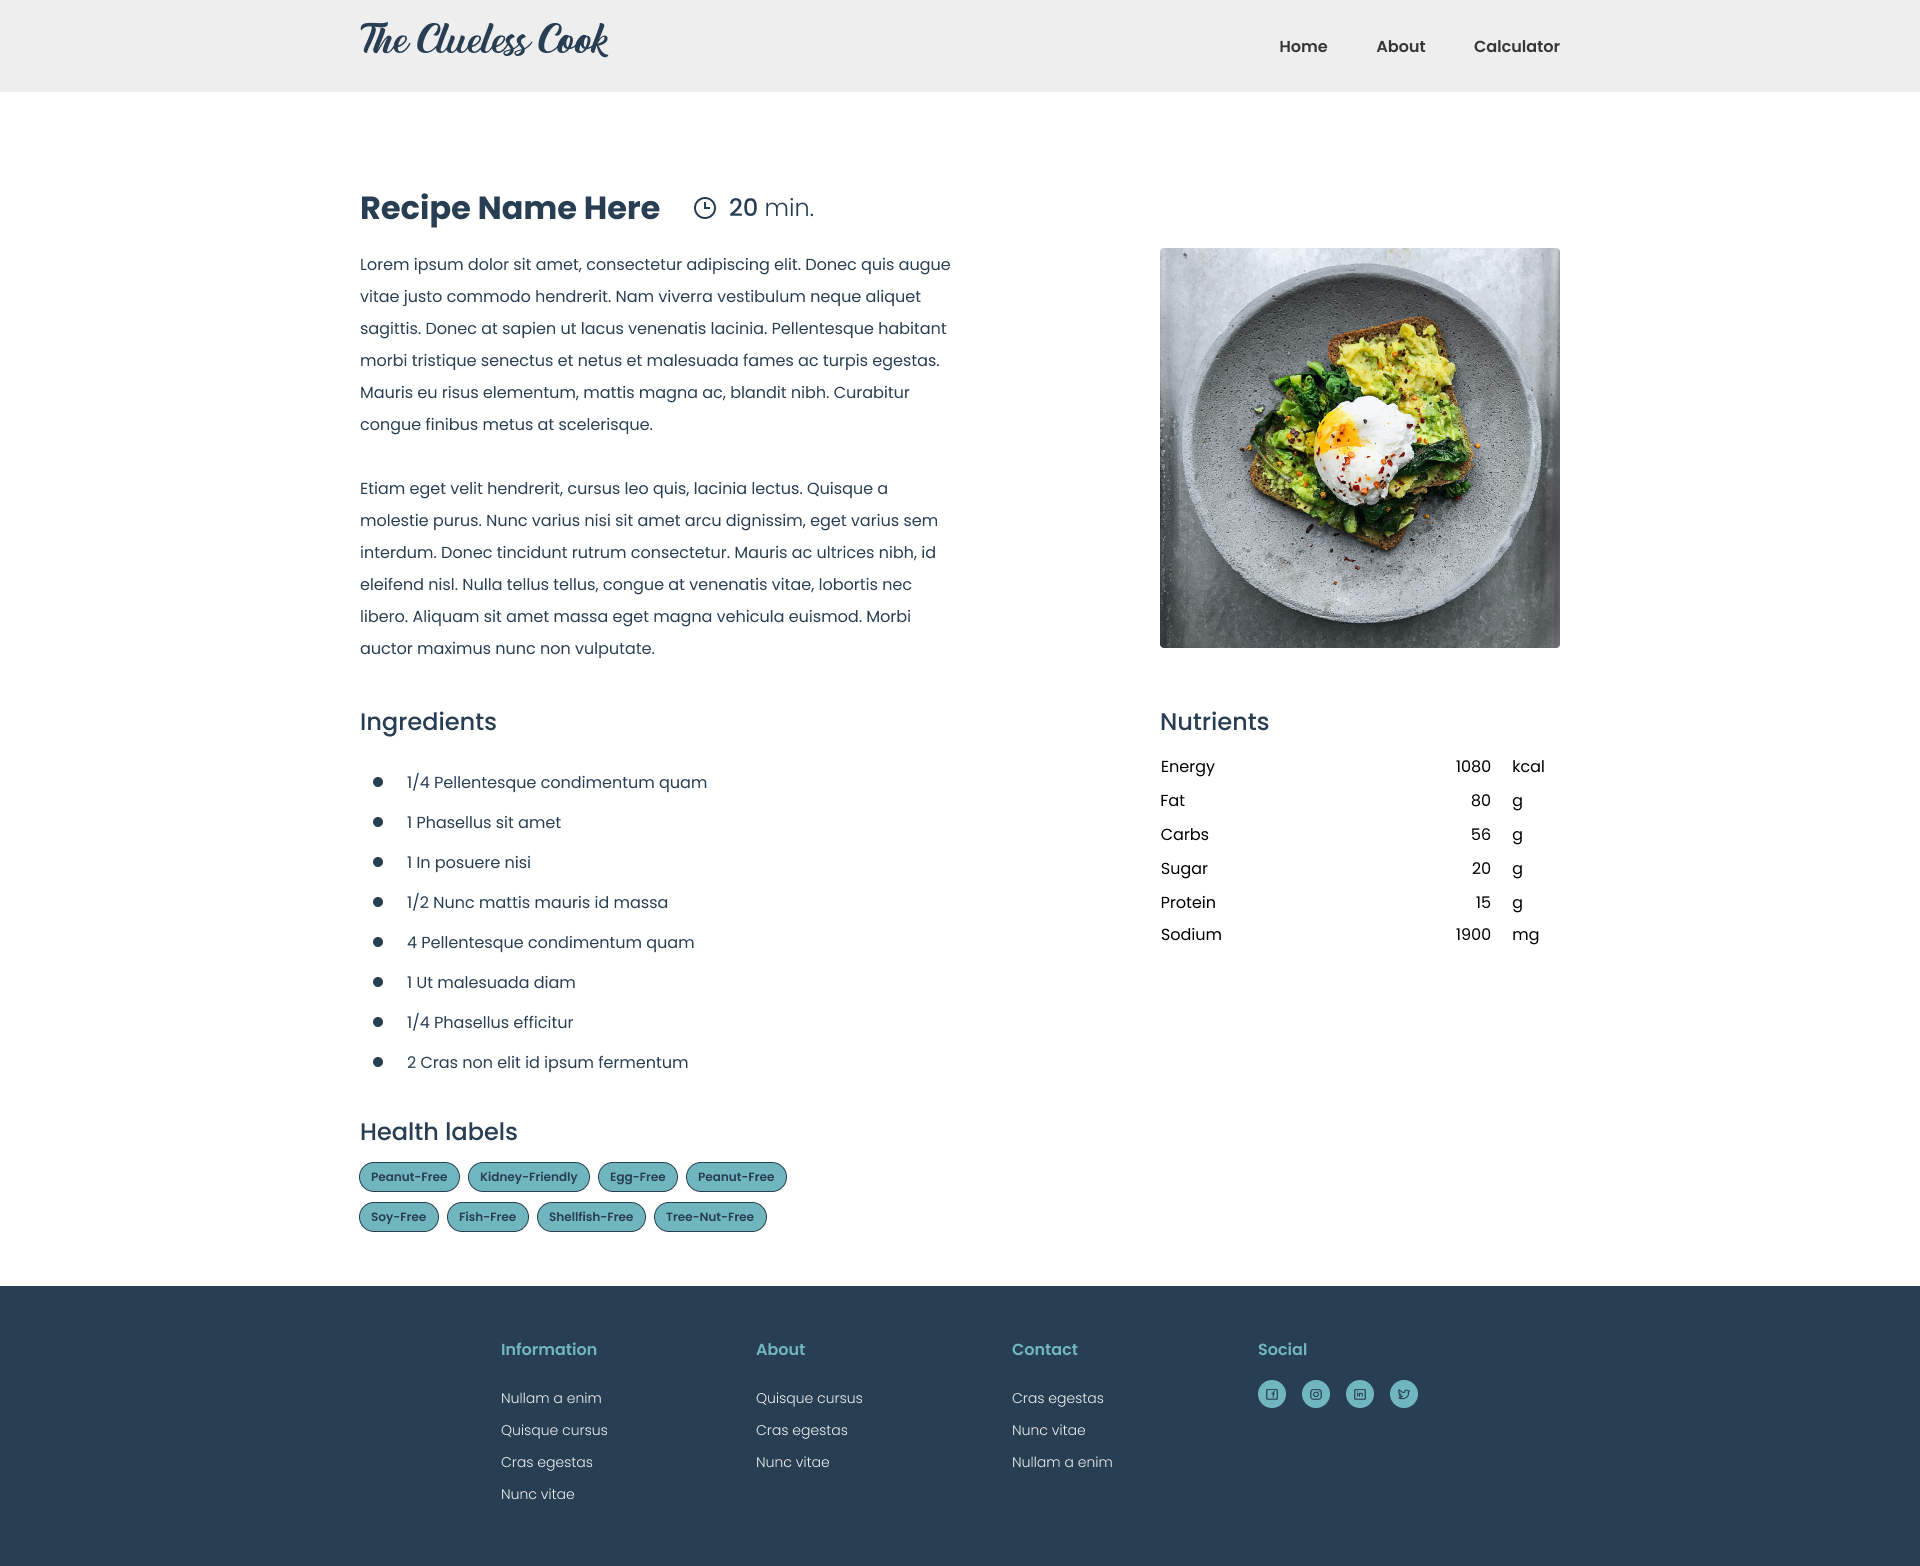 The Clueless Cook
Home About Calculator
Recipe Name Here 20 min.
Lorem ipsum dolor sit amet, consectetur adipiscing elit. Donec quis augue
vitae justo commodo hendrerit. Nam viverra vestibulum neque aliquet
sagittis. Donec at sapien ut lacus venenatis lacinia. Pellentesque habitant
morbi tristique senectus et netus et malesuada fames ac turpis egestas.
Mauris eu risus elementum, mattis magna ac, blandit nibh. Curabitur
congue finibus metus at scelerisque.
Etiam eget velit hendrerit, cursus leo quis, lacinia lectus. Quisque a
molestie purus. Nunc varius nisi sit amet arcu dignissim, eget varius sem
interdum. Donec tincidunt rutrum consectetur. Mauris ac ultrices nibh, id
eleifend nisl. Nulla tellus tellus, congue at venenatis vitae, lobortis nec
libero. Aliquam sit amet massa eget magna vehicula euismod. Morbi
auctor maximus nunc non vulputate.
Ingredients
1/4 Pellentesque condimentum quam
1 Phasellus sit amet
1 In posuere nisi
1/2 Nunc mattis mauris id massa
4 Pellentesque condimentum quam
1 Ut malesuada diam
1/4 Phasellus efficitur
2 Cras non elit id ipsum fermentum
Nutrients
Energy 1080 kcal
Fat 80 g
Carbs 56 g
Sugar 20 g
Protein 15 g
Sodium 1900 mg
Health labels
Peanut-Free Kidney-Friendly Egg-Free Peanut-Free
Soy-Free Fish-Free Shellfish-Free Tree-Nut-Free
Information
Nullam a enim
Quisque cursus
Cras egestas
Nunc vitae
About
Quisque cursus
Cras egestas
Nunc vitae
Contact
Cras egestas
Nunc vitae
Nullam a enim
Social